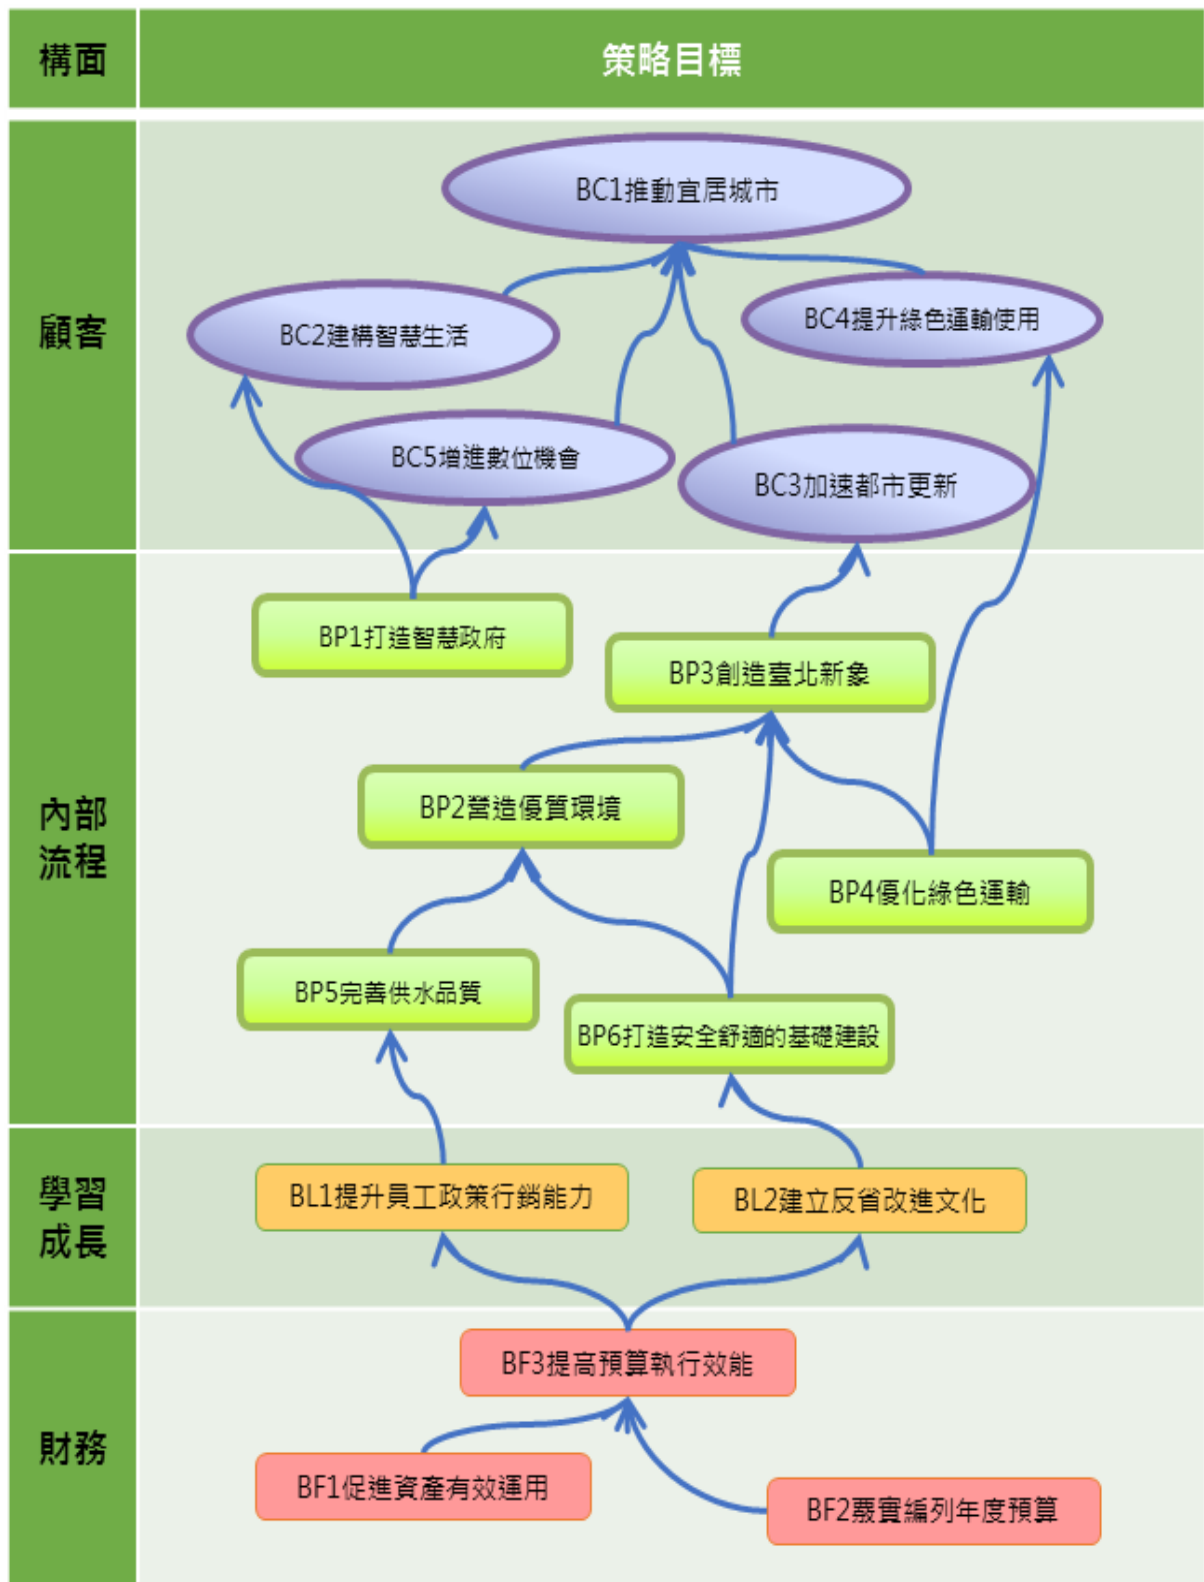 構面
策略目標
顧客
BC1推動宜居城市
BC2建構智慧生活
BC4提升綠色運輸使用
BC5增進數位機會
BC3加速都市更新
內部
流程
BP1打造智慧政府
BP3創造臺北新象
BP2營造優質環境
BP4優化綠色運輸
BP5完善供水品質
BP6打造安全舒適的基礎建設
學習
成長
BL1提升員工政策行銷能力
BL2建立反省改進文化
財務
BF3提高預算執行效能
BF1促進資產有效運用
BF2覈實編列年度預算